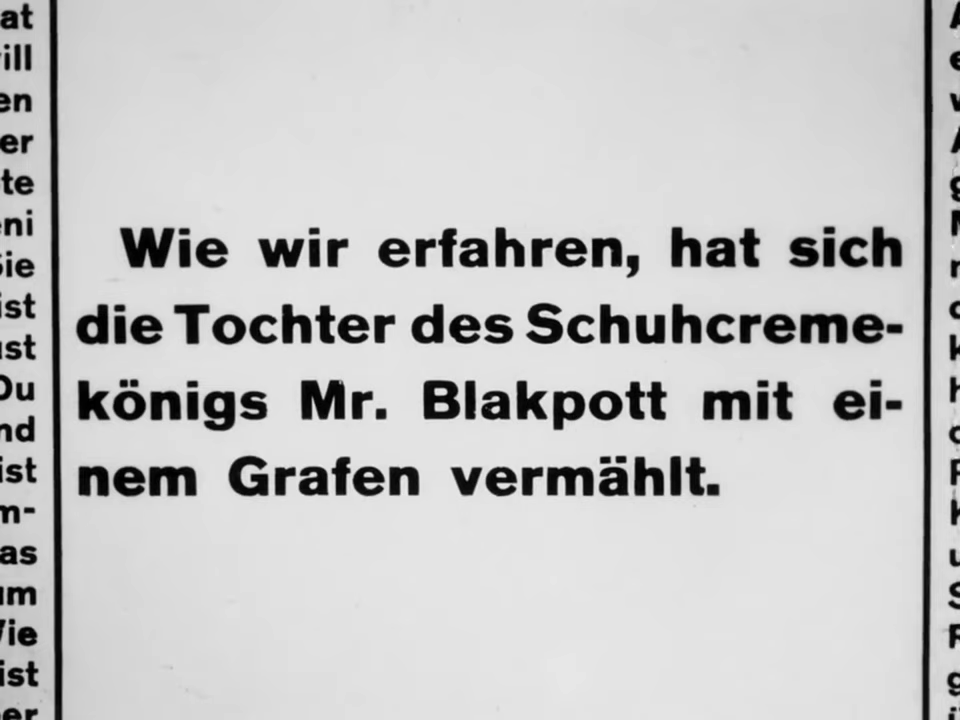 Wie wir erfahren, hat sich
die Tochter des Schuhcreme-
königs Mr. Blakpott mit ei-
nem Grafen vermählt.